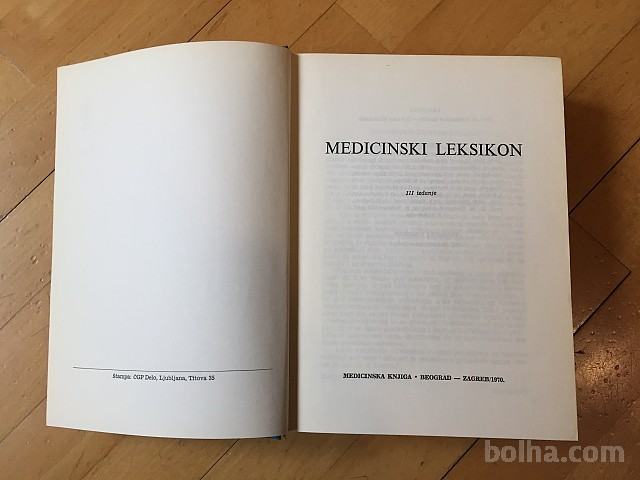 Štampa: ČGP Delo, Ljubljana, Titova 35
MEDICINSKI LEKSIKON
III izdanje
MEDICINSKA KNJIGA • BEOGRAD — ZAGREB/1970.
bolha.com